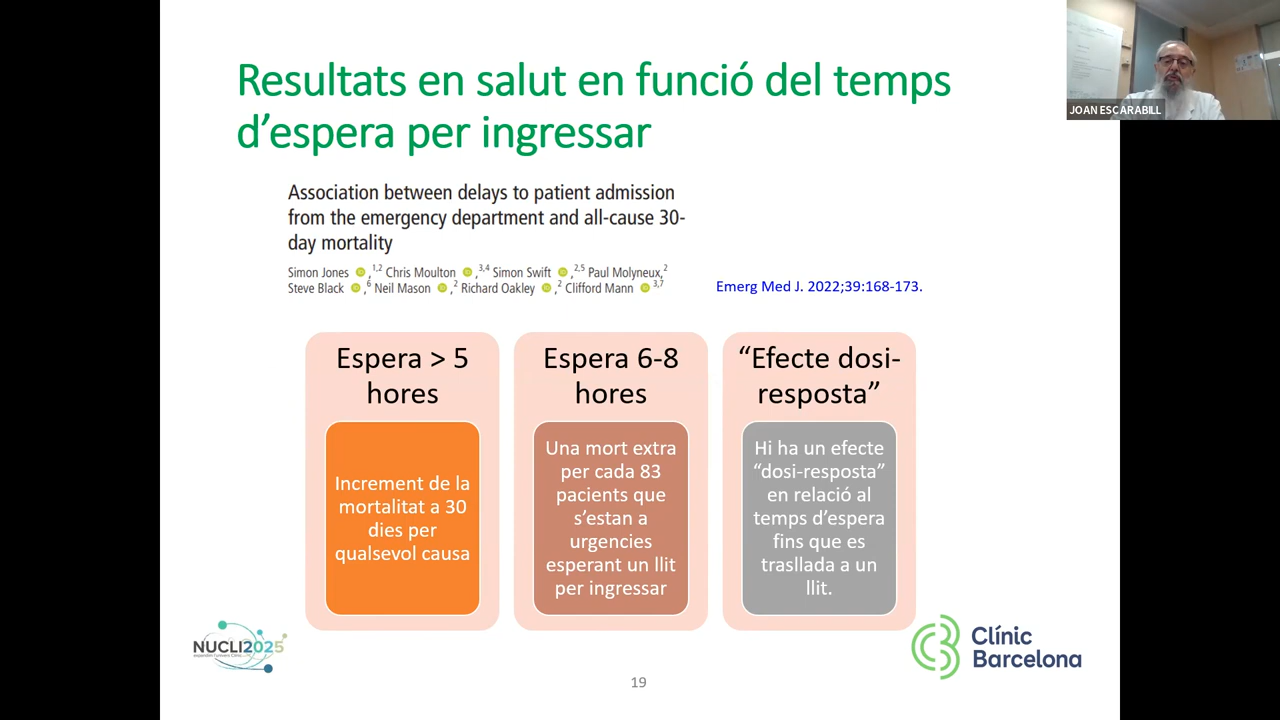 Resultats en salut en funció del temps
d'espera per ingressar
JOAN ESCARABILL
Association between delays to patient admission
from the emergency department and all-cause 30-
day mortality
Simon Jones ,1,2 Chris Moulton ,3,4 Simon Swift ,2,5 Paul Molyneux,2
Steve Black ,6 Neil Mason ,2 Richard Oakley ,2 Clifford Mann 3,7
Emerg Med J. 2022;39:168-173.
Espera > 5
hores
Increment de la
mortalitat a 30
dies per
qualsevol causa
Espera 6-8
hores
Una mort extra
per cada 83
pacients que
s'estan a
urgencies
esperant un llit
per ingressar
“Efecte dosi-
resposta”
Hi ha un efecte
“dosi-resposta”
en relació al
temps d'espera
fins que es
trasllada a un
llit.
NUCLI2025
Clínic
Barcelona
19